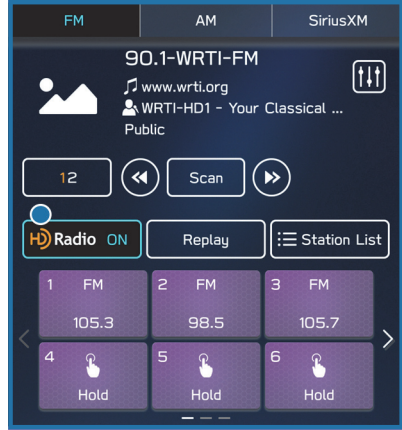 FM AM SiriusXM
90.1-WRTI-FM
www.wrti.org
WRTI-HD1 - Your Classical ...
Public
12 Scan
HD Radio ON Replay Station List
1 FM 2 FM 3 FM
105.3 98.5 105.7
4 5 6
Hold Hold Hold